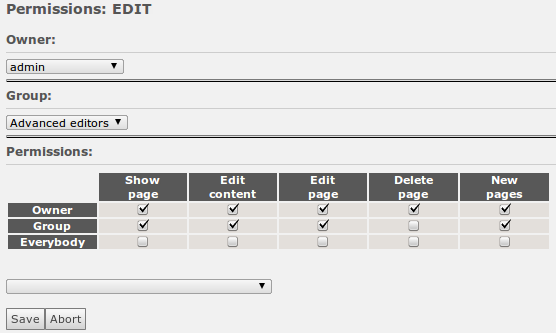 Permissions: EDIT
Owner:
admin
Group:
Advanced editors
Permissions:
Show page Edit content Edit page Delete page New pages
Owner
Group
Everybody
Save Abort